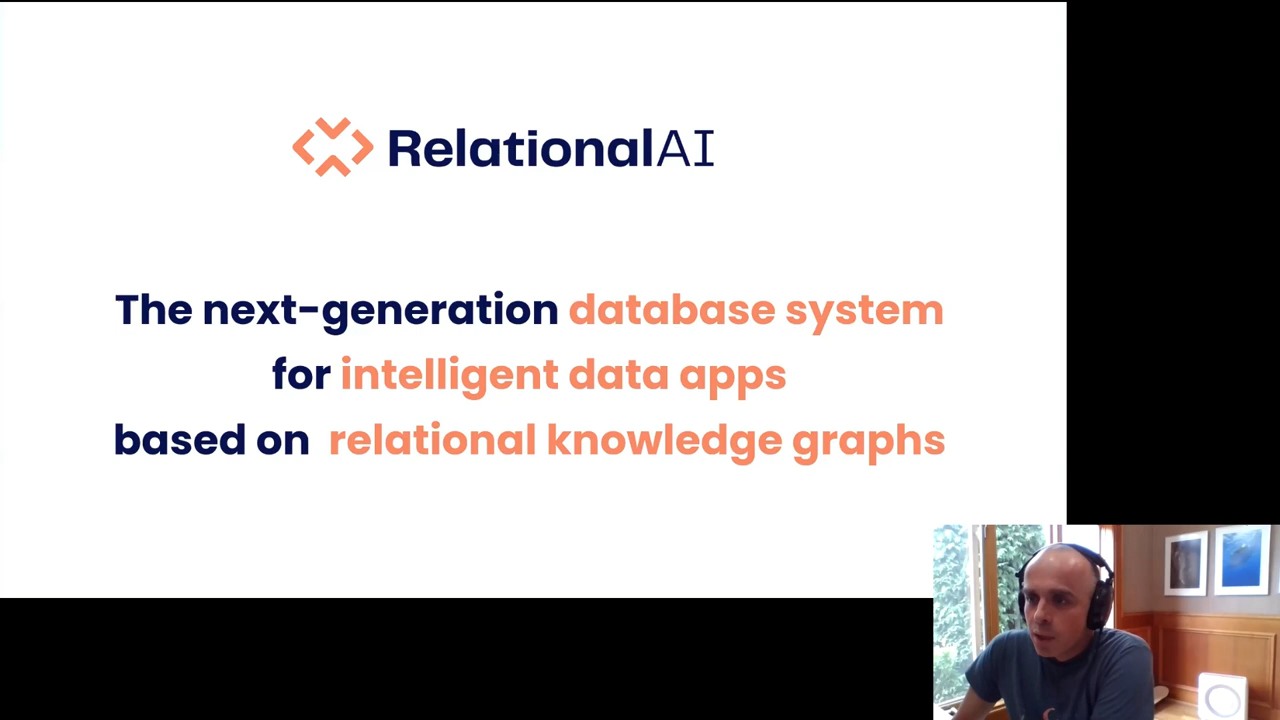 RelationalAI
The next-generation database system
for intelligent data apps
based on relational knowledge graphs